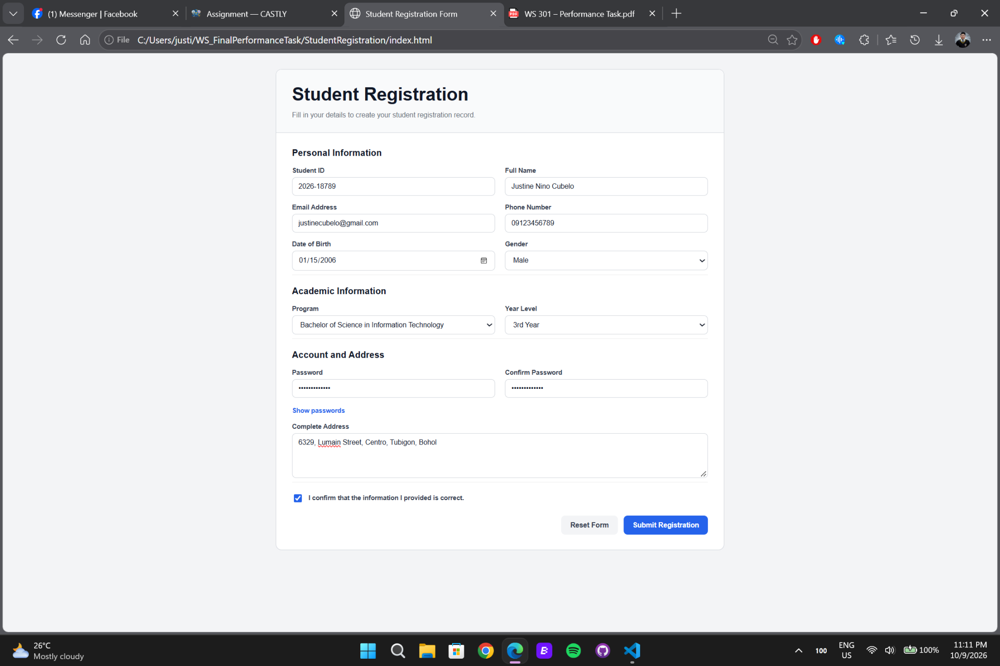 (1) Messenger | Facebook
Assignment — CASTLY
Student Registration Form
WS 301 – Performance Task.pdf
File C:/Users/justi/WS_FinalPerformanceTask/StudentRegistration/index.html
Student Registration
Fill in your details to create your student registration record.
Personal Information
Student ID
2026-18789
Full Name
Justine Nino Cubelo
Email Address
justinecubelo@gmail.com
Phone Number
09123456789
Date of Birth
01/15/2006
Gender
Male
Academic Information
Program
Bachelor of Science in Information Technology
Year Level
3rd Year
Account and Address
Password
•••••••••••••
Confirm Password
•••••••••••••
Show passwords
Complete Address
6329, Lumain Street, Centro, Tubigon, Bohol
I confirm that the information I provided is correct.
Reset Form
Submit Registration
26°C
Mostly cloudy
100
ENG
US
100%
11:11 PM
10/9/2026